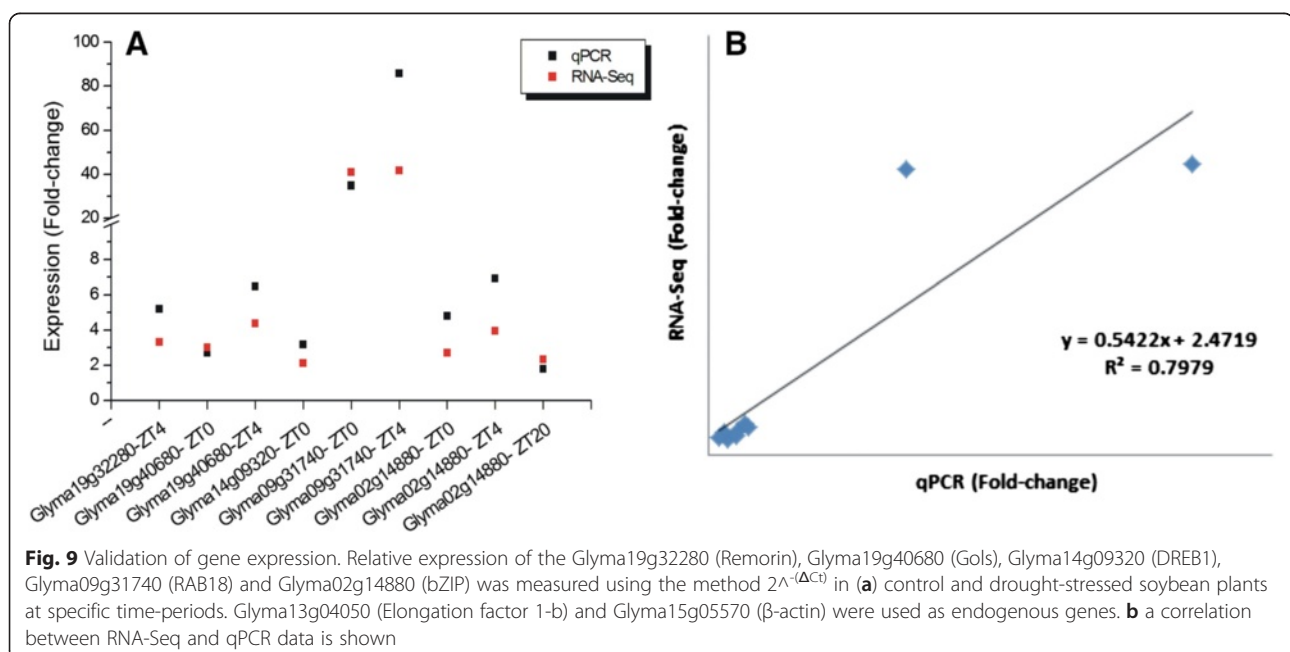 A
B
qPCR
RNA-Seq
Expression (Fold-change)
100
80
60
40
20
8
6
4
2
0
--
Glyma19g32280-ZT4
Glyma19g40680- ZT0
Glyma19g40680-ZT4
Glyma14g09320- ZT0
Glyma09g31740- ZT0
Glyma09g31740- ZT4
Glyma02g14880- ZT0
Glyma02g14880- ZT4
Glyma02g14880- ZT20
RNA-Seq (Fold-change)
y = 0.5422x + 2.4719
R² = 0.7979
qPCR (Fold-change)
Fig. 9 Validation of gene expression. Relative expression of the Glyma19g32280 (Remorin), Glyma19g40680 (Gols), Glyma14g09320 (DREB1),
Glyma09g31740 (RAB18) and Glyma02g14880 (bZIP) was measured using the method 2^-(ΔCt) in (a) control and drought-stressed soybean plants
at specific time-periods. Glyma13g04050 (Elongation factor 1-b) and Glyma15g05570 (β-actin) were used as endogenous genes. b a correlation
between RNA-Seq and qPCR data is shown